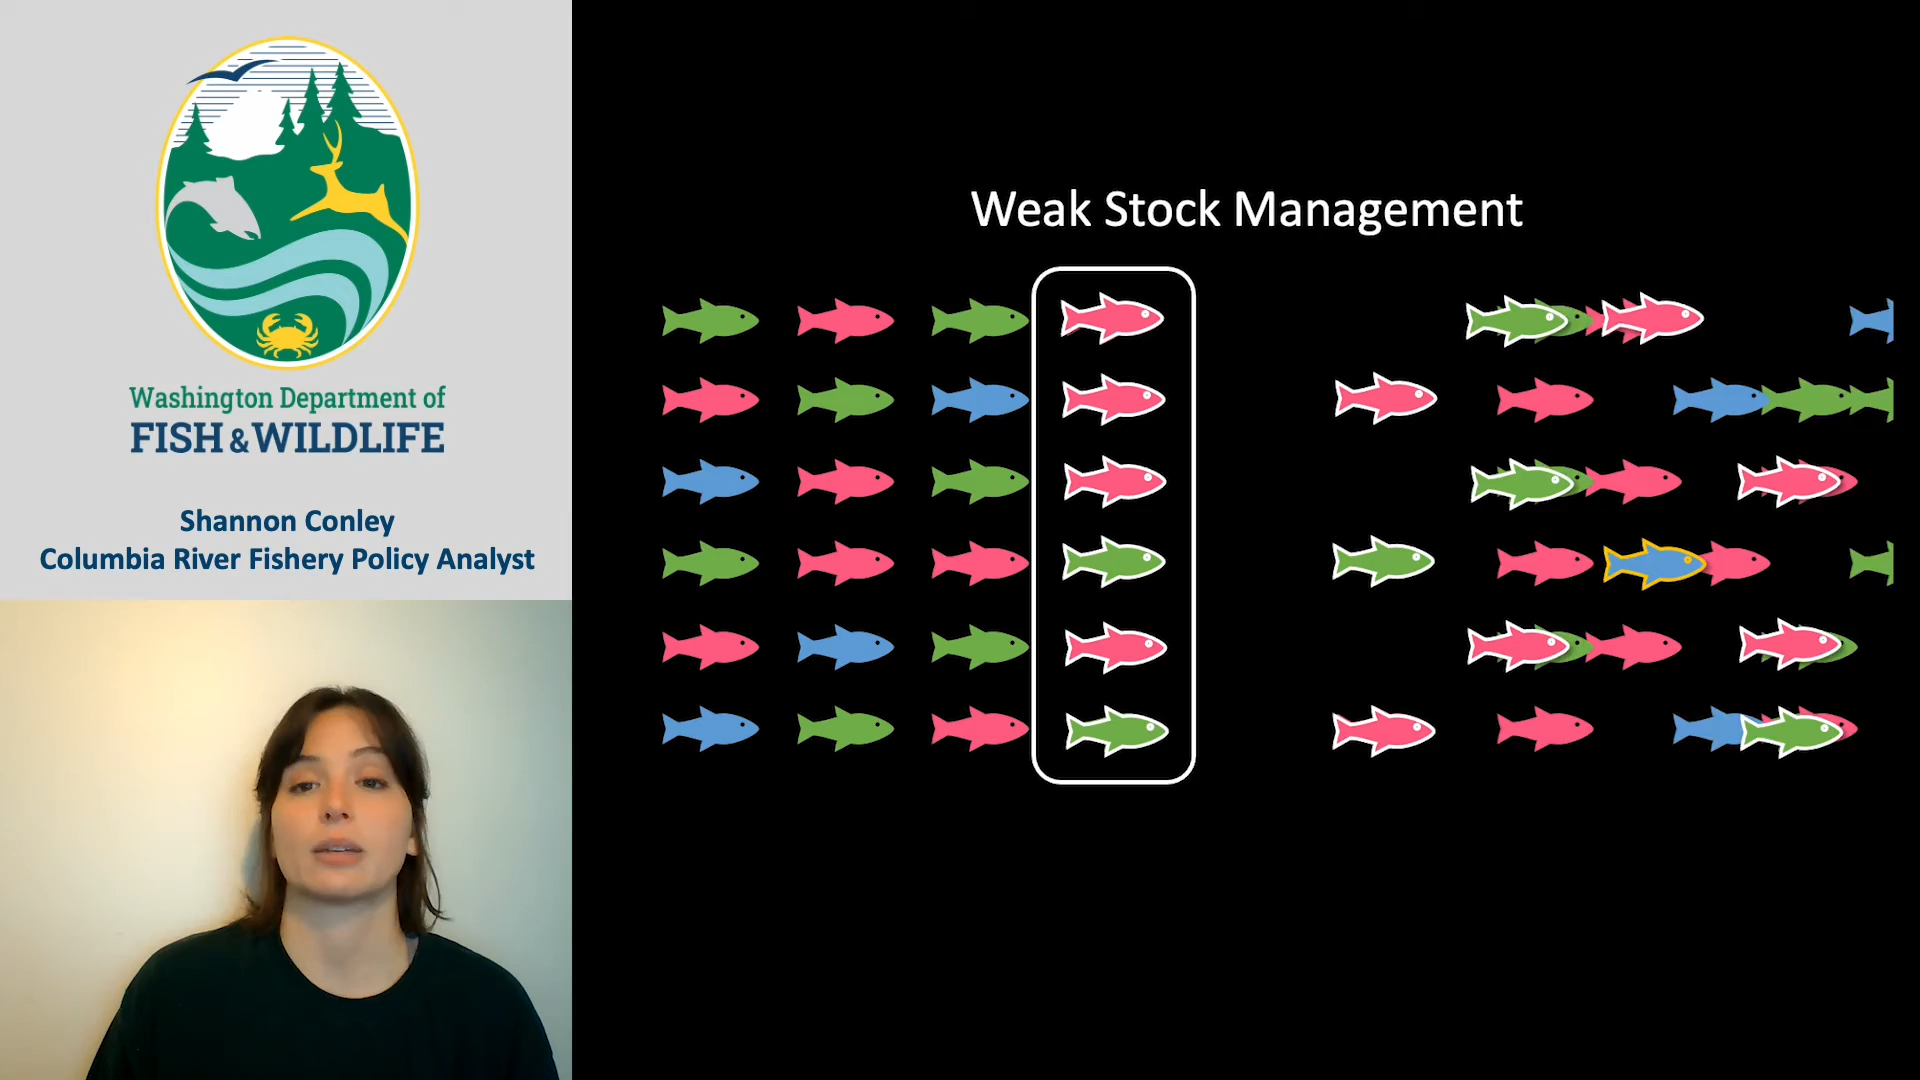 Washington Department of
FISH & WILDLIFE
Shannon Conley
Columbia River Fishery Policy Analyst
Weak Stock Management